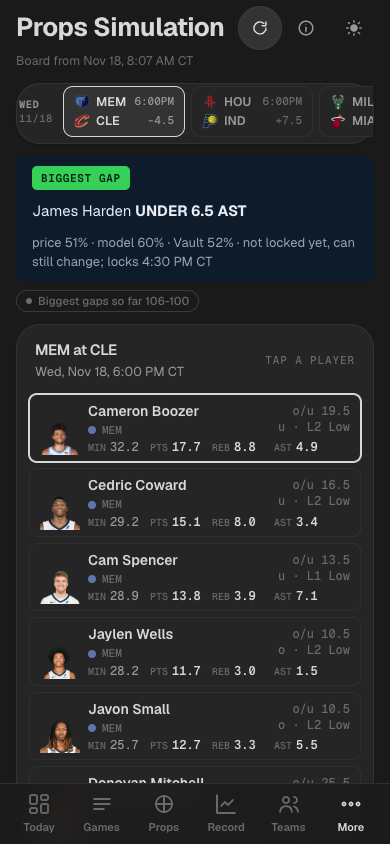 Props Simulation
Board from Nov 18, 8:07 AM CT
WED
11/18
MEM 6:00PM
CLE -4.5
HOU 6:00PM
IND +7.5
MIL
MIA
BIGGEST GAP
James Harden UNDER 6.5 AST
price 51% · model 60% · Vault 52% · not locked yet, can
still change; locks 4:30 PM CT
Biggest gaps so far 106-100
MEM at CLE
Wed, Nov 18, 6:00 PM CT
TAP A PLAYER
Cameron Boozer o/u 19.5
MEM u · L2 Low
MIN 32.2 PTS 17.7 REB 8.8 AST 4.9
Cedric Coward o/u 16.5
MEM u · L2 Low
MIN 29.2 PTS 15.1 REB 8.0 AST 3.4
Cam Spencer o/u 13.5
MEM u · L1 Low
MIN 28.9 PTS 13.8 REB 3.9 AST 7.1
Jaylen Wells o/u 10.5
MEM o · L2 Low
MIN 28.2 PTS 11.7 REB 3.0 AST 1.5
Javon Small o/u 10.5
MEM o · L2 Low
MIN 25.7 PTS 12.7 REB 3.3 AST 5.5
Donovan Mitchell o/u 25.5
Today Games Props Record Teams More